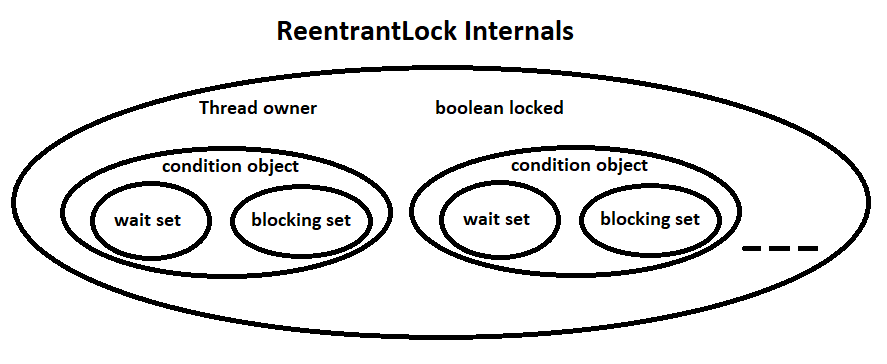 ReentrantLock Internals
Thread owner boolean locked
condition object condition object
wait set blocking set wait set blocking set